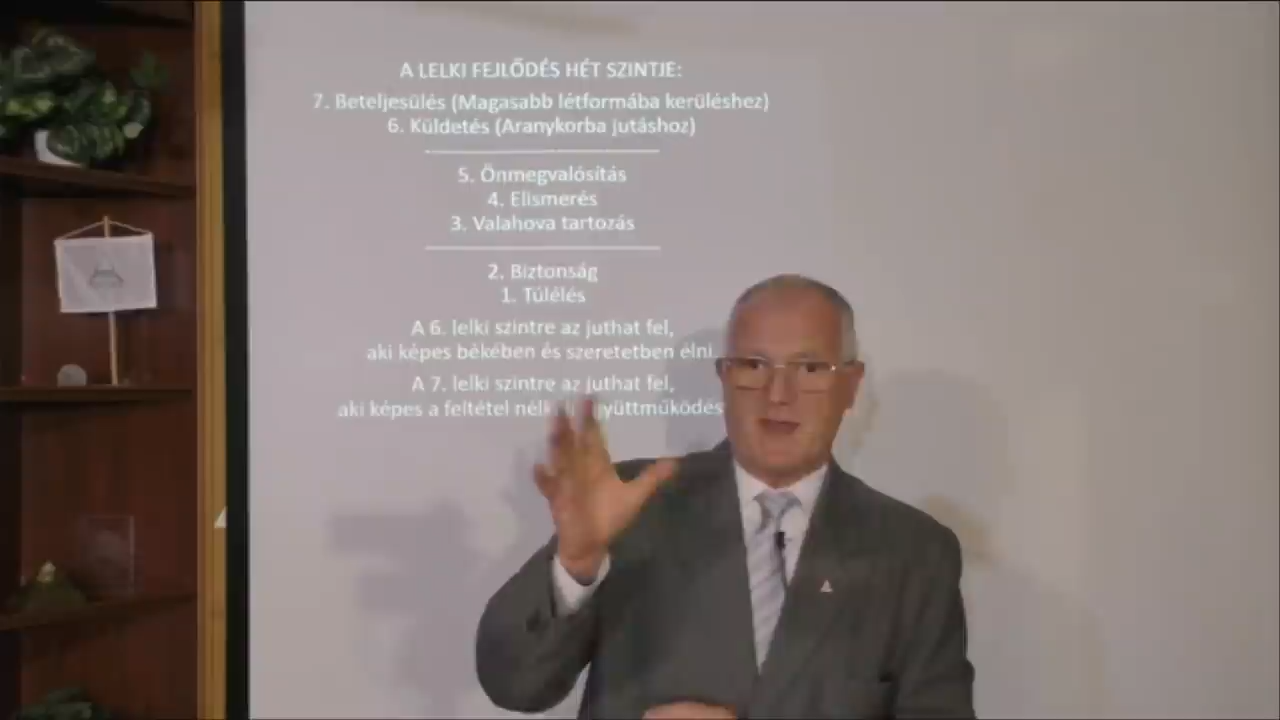 A LELKI FEJLŐDÉS HÉT SZINTJE:
7. Beteljesülés (Magasabb létformába kerüléshez)
6. Küldetés (Aranykorba jutáshoz)
5. Önmegvalósítás
4. Elismerés
3. Valahova tartozás
2. Biztonság
1. Túlélés
A 6. lelki szintre az juthat fel,
aki képes békében és szeretetben élni
A 7. lelki szintre az juthat fel,
aki képes a feltétel